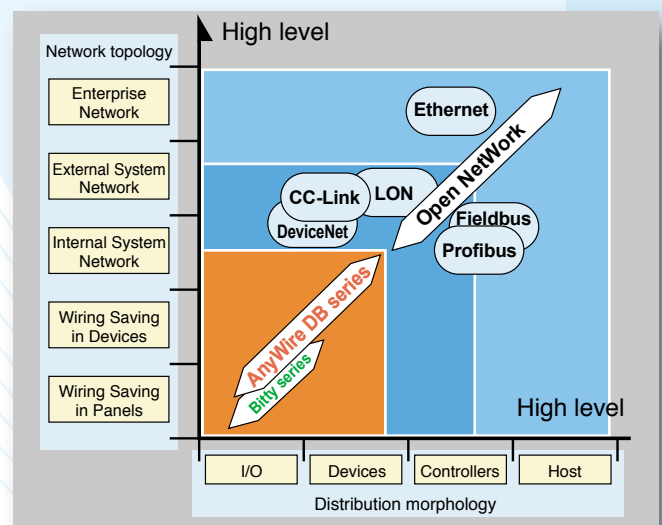 High level
Network topology
Enterprise
Network
External System
Network
Internal System
Network
Wiring Saving
in Devices
Wiring Saving
in Panels
Ethernet
Open NetWork
CC-Link
LON
DeviceNet
Fieldbus
Profibus
AnyWire DB series
Bitty series
High level
I/O
Devices
Controllers
Host
Distribution morphology